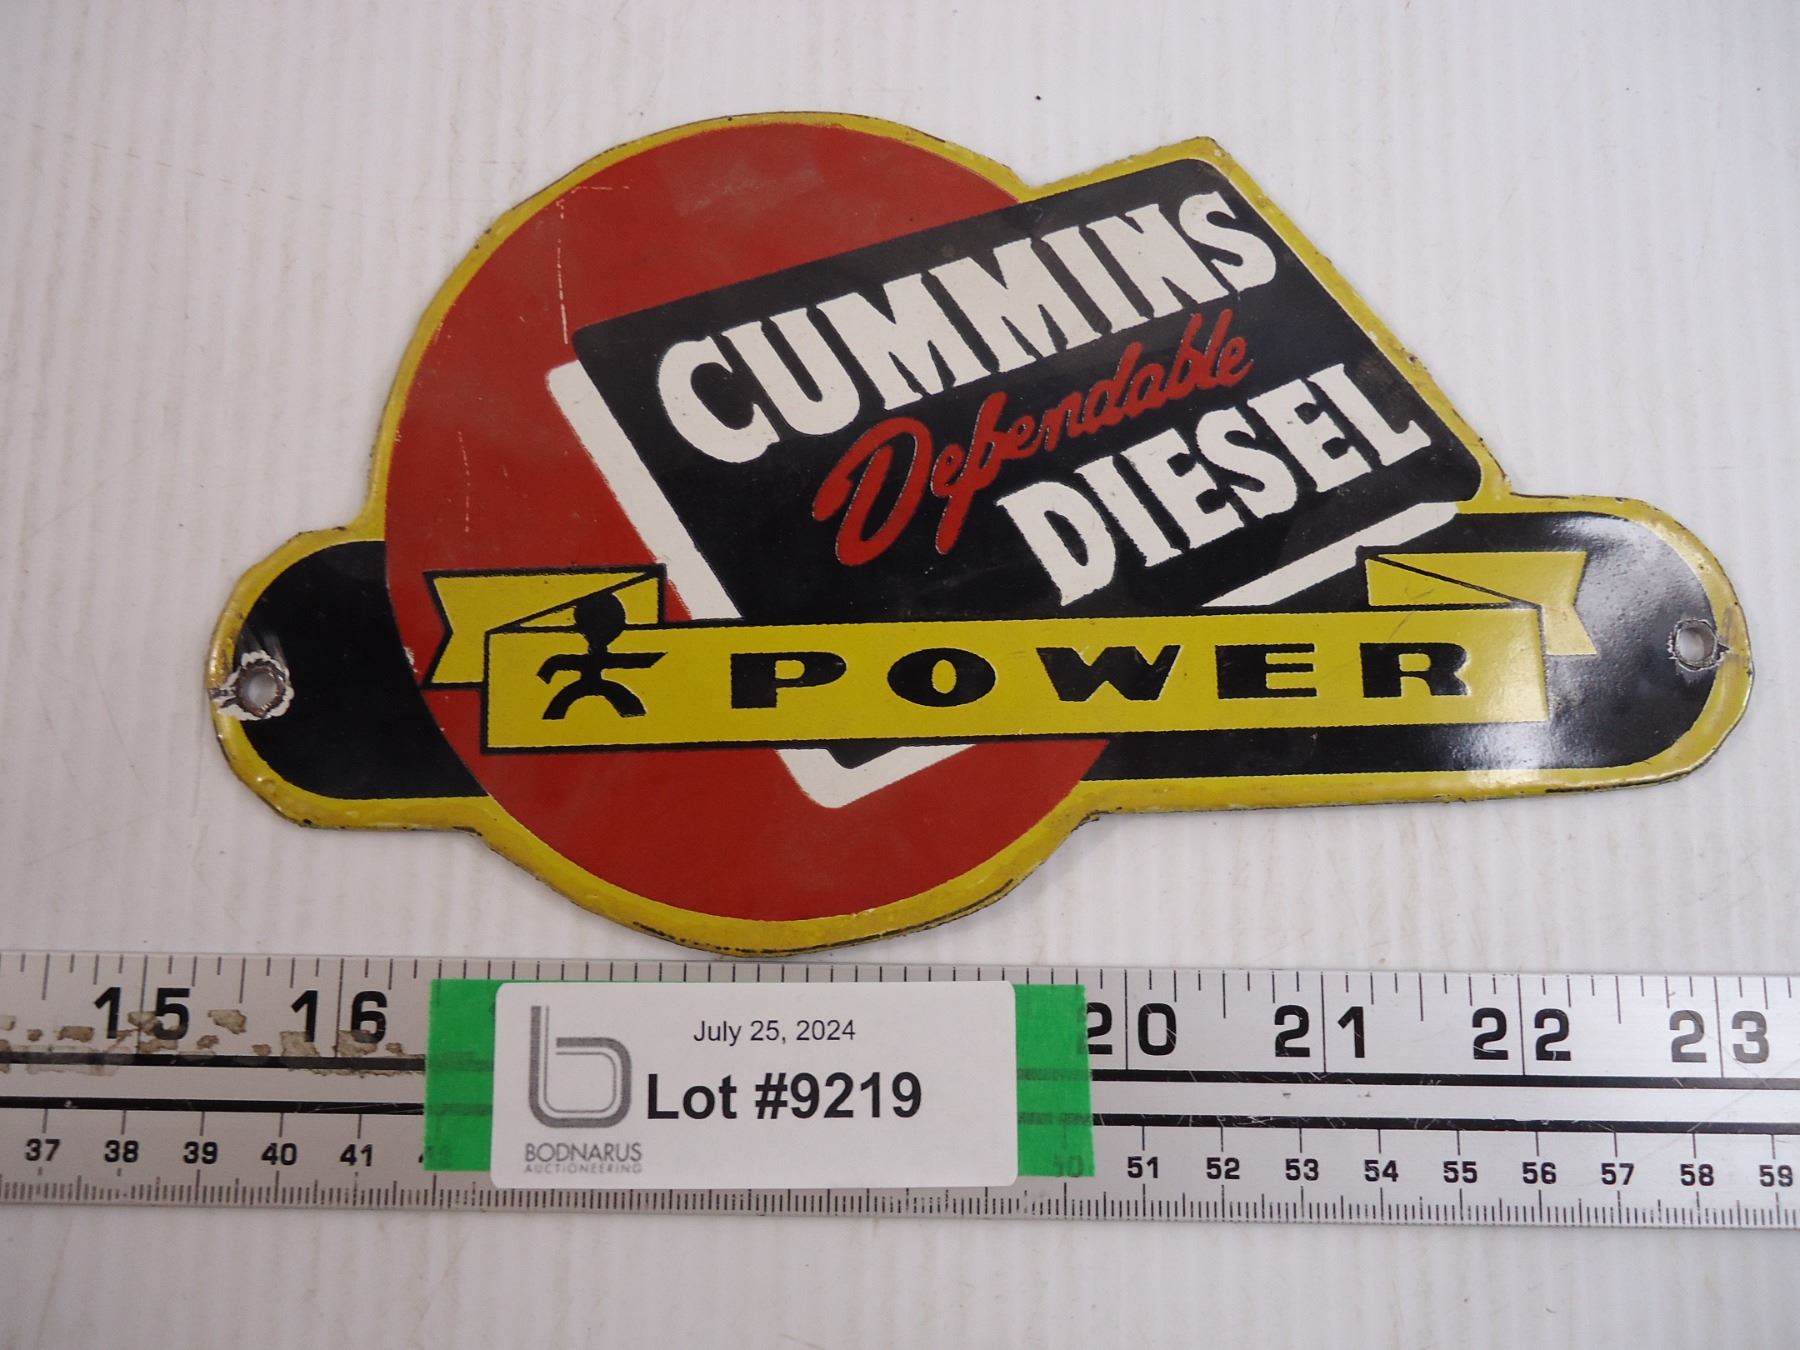 CUMMINS
Dependable
DIESEL
POWER
15 16 20 21 22 23
July 25, 2024
Lot #9219
BODNARUS
AUCTIONEERING
37 38 39 40 41 50 51 52 53 54 55 56 57 58 59